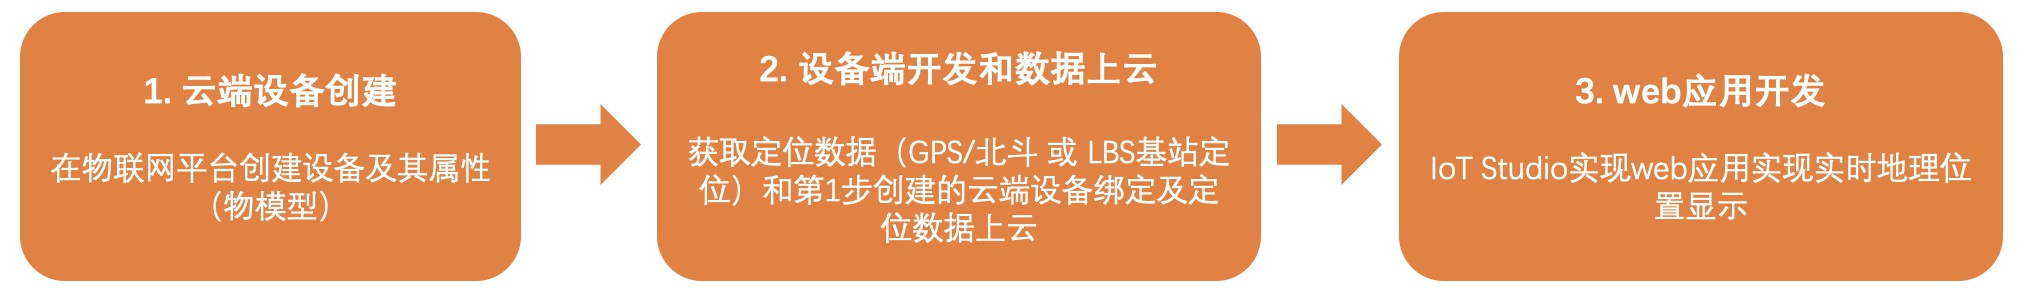 1. 云端设备创建
在物联网平台创建设备及其属性
（物模型）
2. 设备端开发和数据上云
获取定位数据（GPS/北斗 或 LBS基站定
位）和第1步创建的云端设备绑定及定
位数据上云
3. web应用开发
IoT Studio实现web应用实现实时地理位
置显示